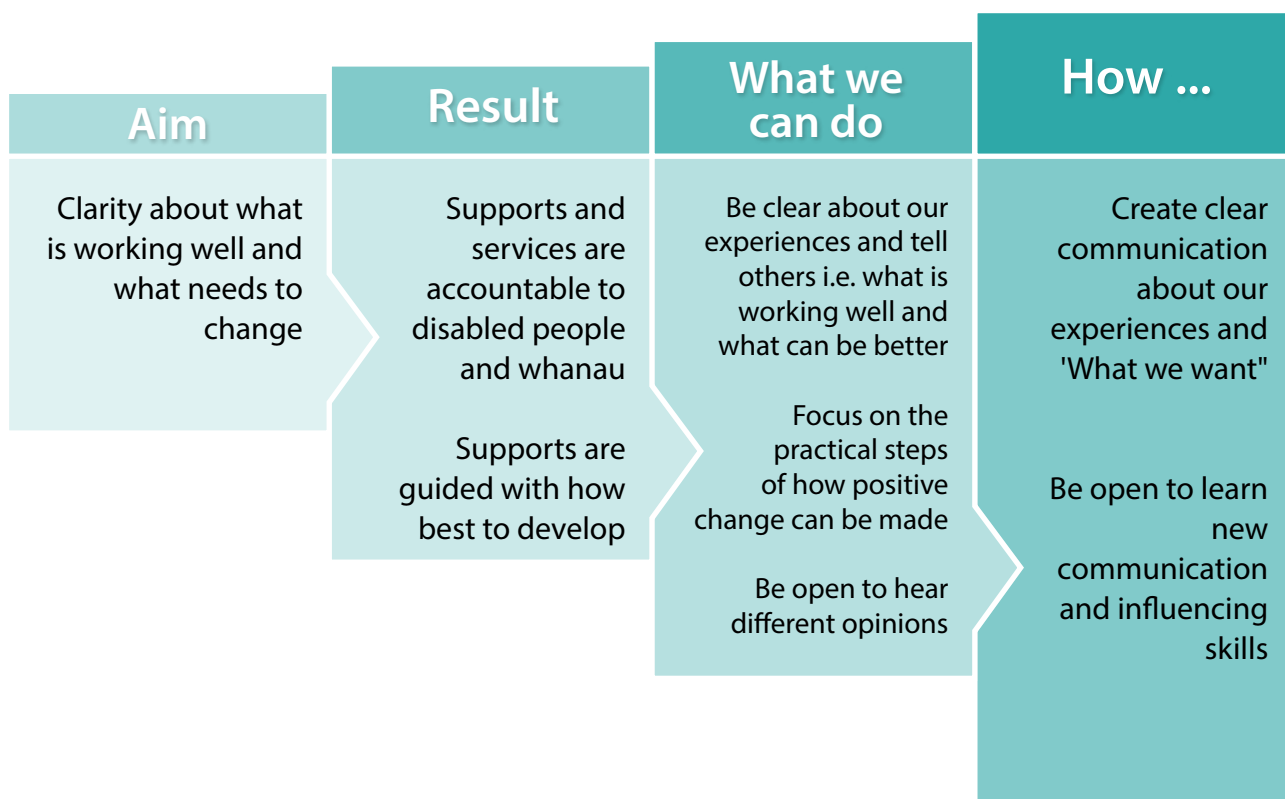 Aim
Clarity about what
is working well and
what needs to
change
Result
Supports and
services are
accountable to
disabled people
and whanau
Supports are
guided with how
best to develop
What we
can do
Be clear about our
experiences and tell
others i.e. what is
working well and
what can be better
Focus on the
practical steps
of how positive
change can be made
Be open to hear
different opinions
How ...
Create clear
communication
about our
experiences and
'What we want"
Be open to learn
new
communication
and influencing
skills